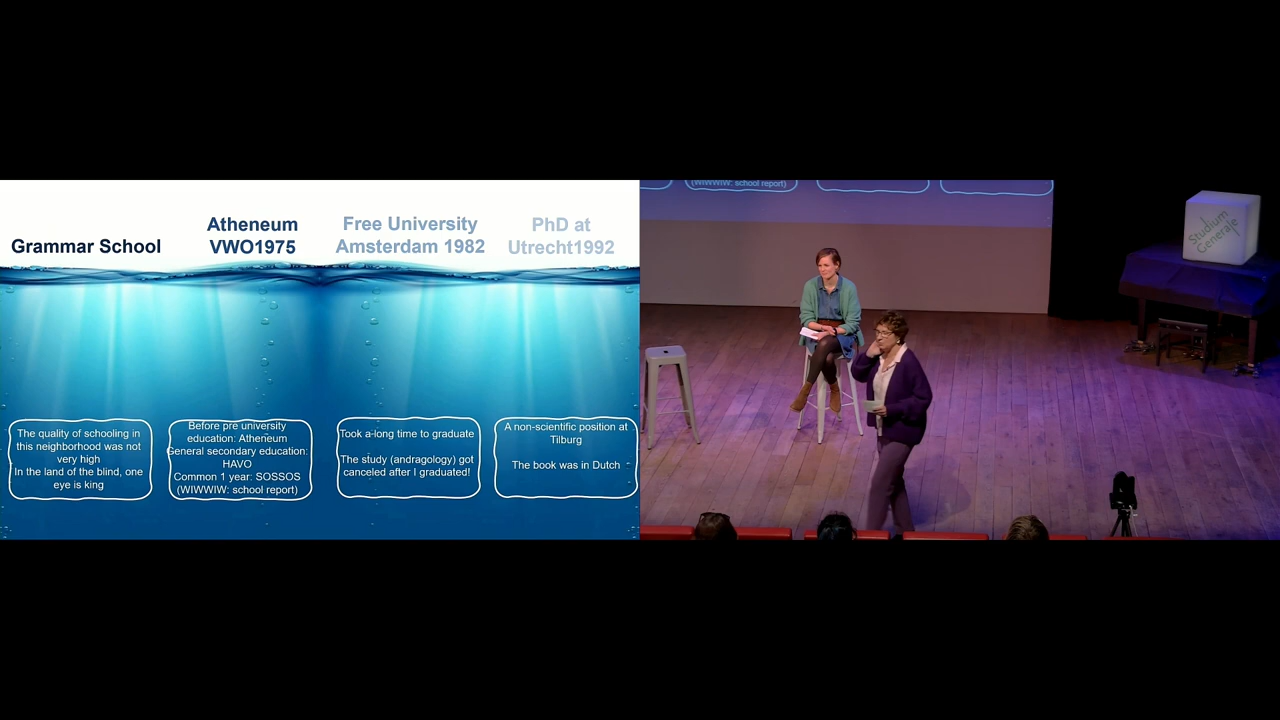 Grammar School
Atheneum
VWO1975
Free University
Amsterdam 1982
PhD at
Utrecht1992
The quality of schooling in
this neighborhood was not
very high
In the land of the blind, one
eye is king
Before pre university
education: Atheneum
General secondary education:
HAVO
Common 1 year: SOSSOS
(WIWWIW: school report)
Took a long time to graduate
The study (andragology) got
canceled after I graduated!
A non-scientific position at
Tilburg
The book was in Dutch
(WIWWIW: school report)
Studium
Generale